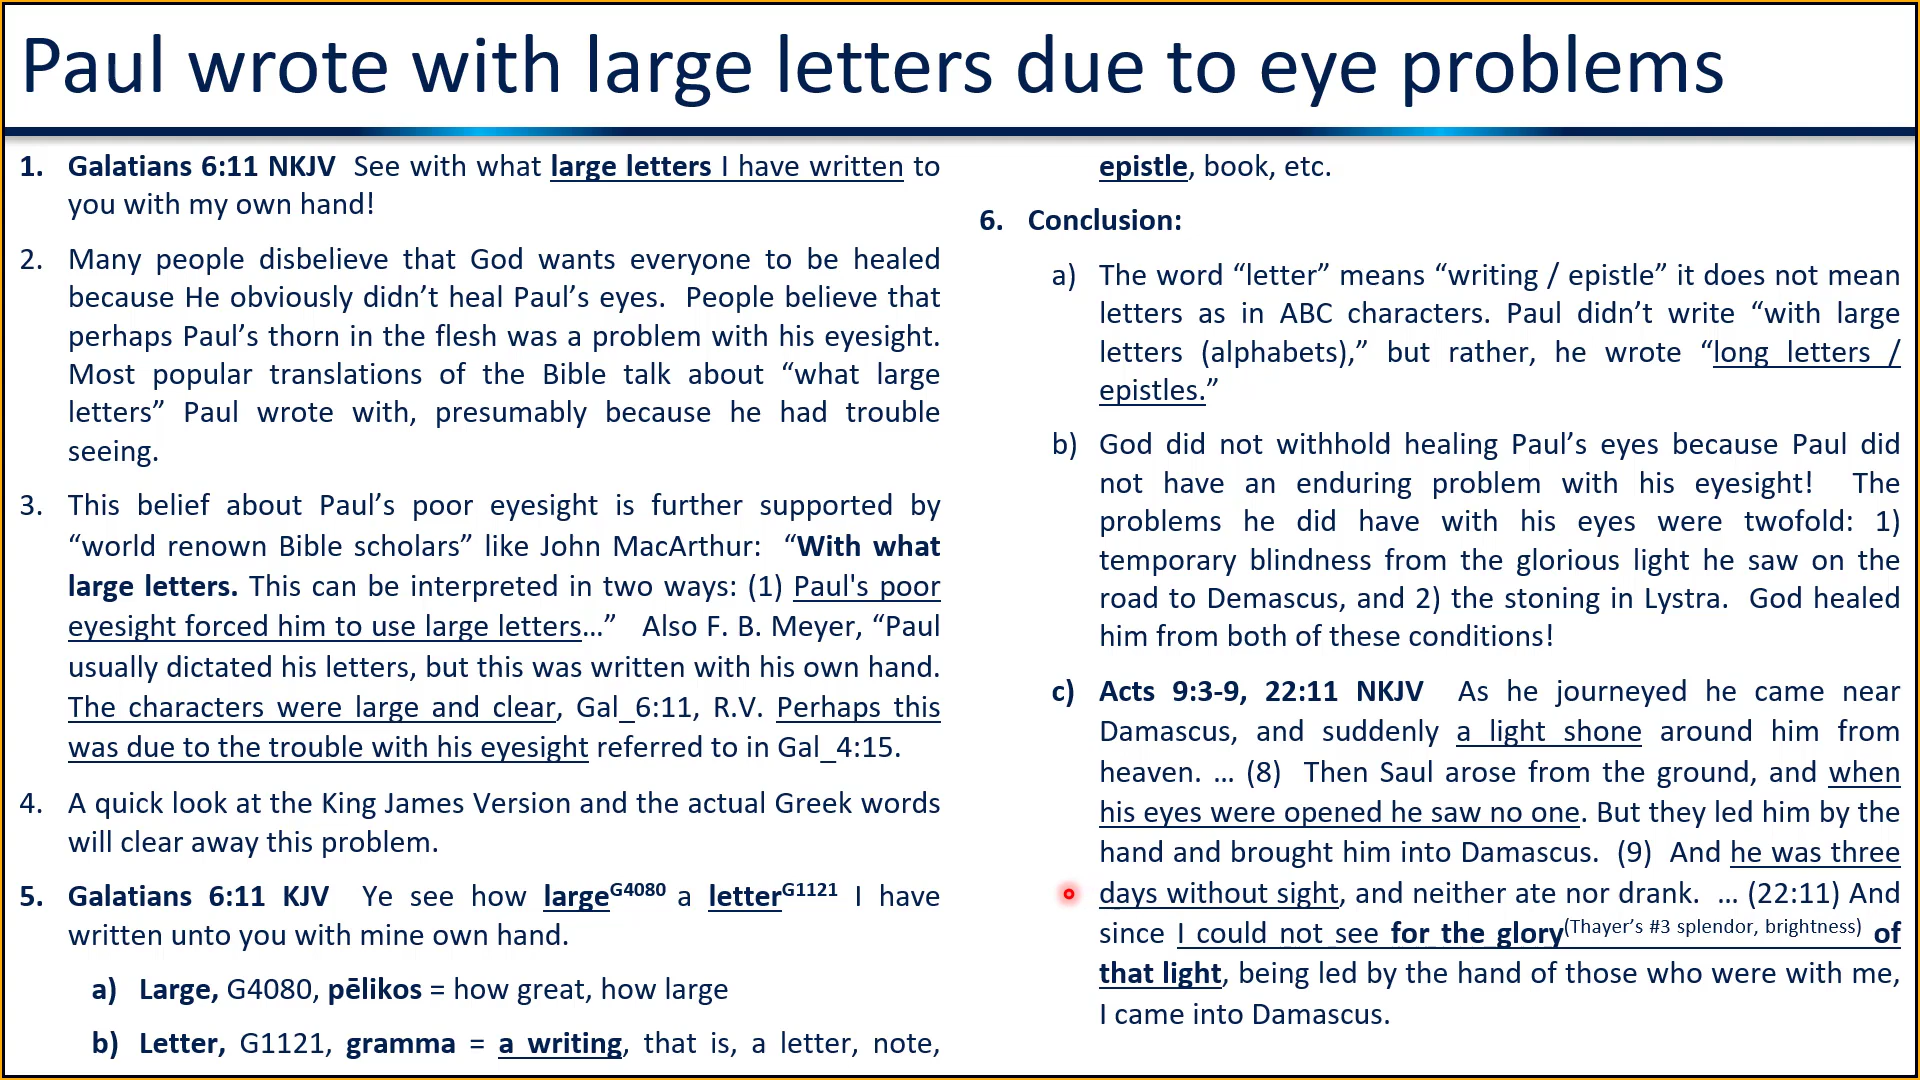 Paul wrote with large letters due to eye problems
1. Galatians 6:11 NKJV  See with what large letters I have written to
you with my own hand!
2. Many people disbelieve that God wants everyone to be healed
because He obviously didn’t heal Paul’s eyes.  People believe that
perhaps Paul’s thorn in the flesh was a problem with his eyesight.
Most popular translations of the Bible talk about “what large
letters” Paul wrote with, presumably because he had trouble
seeing.
3. This belief about Paul’s poor eyesight is further supported by
“world renown Bible scholars” like John MacArthur:  “With what
large letters. This can be interpreted in two ways: (1) Paul's poor
eyesight forced him to use large letters…”  Also F. B. Meyer, “Paul
usually dictated his letters, but this was written with his own hand.
The characters were large and clear, Gal_6:11, R.V. Perhaps this
was due to the trouble with his eyesight referred to in Gal_4:15.
4. A quick look at the King James Version and the actual Greek words
will clear away this problem.
5. Galatians 6:11 KJV  Ye see how largeG4080 a letterG1121 I have
written unto you with mine own hand.
a) Large, G4080, pēlikos = how great, how large
b) Letter, G1121, gramma = a writing, that is, a letter, note,
epistle, book, etc.
6. Conclusion:
a) The word “letter” means “writing / epistle” it does not mean
letters as in ABC characters. Paul didn’t write “with large
letters (alphabets),” but rather, he wrote “long letters /
epistles.”
b) God did not withhold healing Paul’s eyes because Paul did
not have an enduring problem with his eyesight!  The
problems he did have with his eyes were twofold: 1)
temporary blindness from the glorious light he saw on the
road to Demascus, and 2) the stoning in Lystra.  God healed
him from both of these conditions!
c) Acts 9:3-9, 22:11 NKJV  As he journeyed he came near
Damascus, and suddenly a light shone around him from
heaven. … (8)  Then Saul arose from the ground, and when
his eyes were opened he saw no one. But they led him by the
hand and brought him into Damascus.  (9)  And he was three
days without sight, and neither ate nor drank.  … (22:11) And
since I could not see for the glory(Thayer’s #3 splendor, brightness) of
that light, being led by the hand of those who were with me,
I came into Damascus.